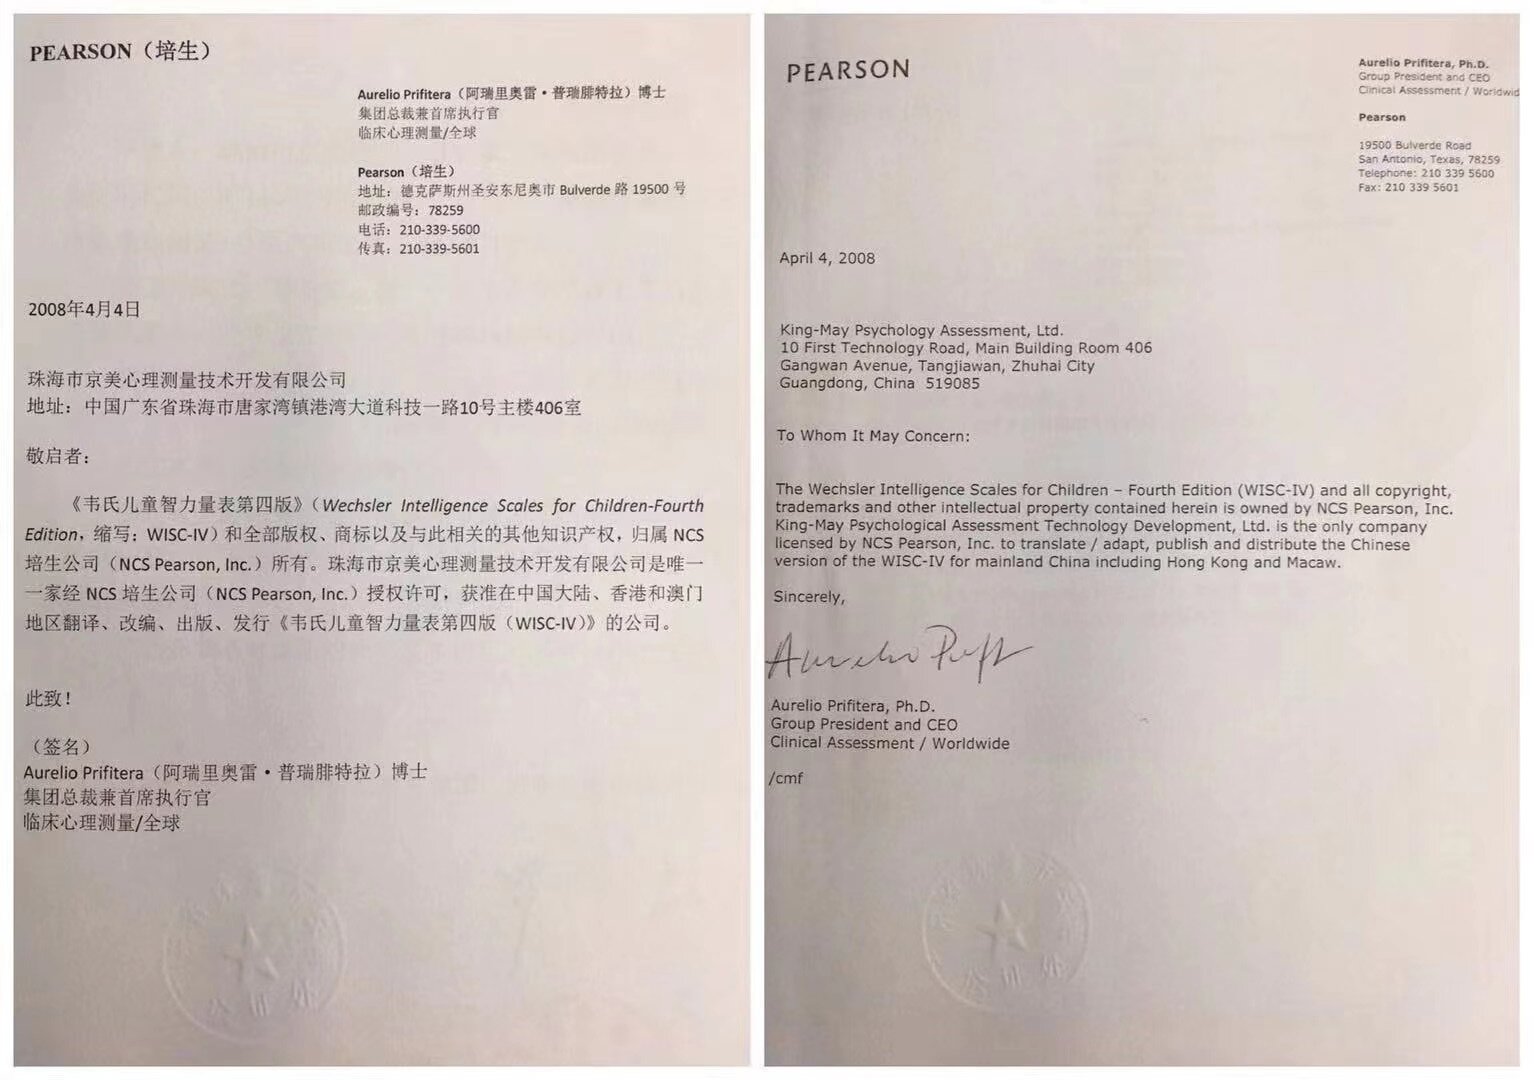 PEARSON（培生）
Aurelio Prifitera（阿瑞里奥雷·普瑞腓特拉）博士
集团总裁兼首席执行官
临床心理测量/全球
Pearson（培生）
地址：德克萨斯州圣安东尼奥市 Bulverde 路 19500 号
邮政编号：78259
电话：210-339-5600
传真：210-339-5601
2008年4月4日
珠海市京美心理测量技术开发有限公司
地址：中国广东省珠海市唐家湾镇港湾大道科技一路10号主楼406室
敬启者：
《韦氏儿童智力量表第四版》（Wechsler Intelligence Scales for Children-Fourth
Edition，缩写：WISC-IV）和全部版权、商标以及与此相关的其他知识产权，归属 NCS
培生公司（NCS Pearson, Inc.）所有。珠海市京美心理测量技术开发有限公司是唯一
一家经 NCS 培生公司（NCS Pearson, Inc.）授权许可，获准在中国大陆、香港和澳门
地区翻译、改编、出版、发行《韦氏儿童智力量表第四版（WISC-IV）》的公司。
此致！
（签名）
Aurelio Prifitera（阿瑞里奥雷·普瑞腓特拉）博士
集团总裁兼首席执行官
临床心理测量/全球
公证处
PEARSON
Aurelio Prifitera, Ph.D.
Group President and CEO
Clinical Assessment / Worldwid
Pearson
19500 Bulverde Road
San Antonio, Texas, 78259
Telephone: 210 339 5600
Fax: 210 339 5601
April 4, 2008
King-May Psychology Assessment, Ltd.
10 First Technology Road, Main Building Room 406
Gangwan Avenue, Tangjiawan, Zhuhai City
Guangdong, China 519085
To Whom It May Concern:
The Wechsler Intelligence Scales for Children – Fourth Edition (WISC-IV) and all copyright,
trademarks and other intellectual property contained herein is owned by NCS Pearson, Inc.
King-May Psychological Assessment Technology Development, Ltd. is the only company
licensed by NCS Pearson, Inc. to translate / adapt, publish and distribute the Chinese
version of the WISC-IV for mainland China including Hong Kong and Macaw.
Sincerely,
Aurelio Prifitera, Ph.D.
Group President and CEO
Clinical Assessment / Worldwide
/cmf
公证处